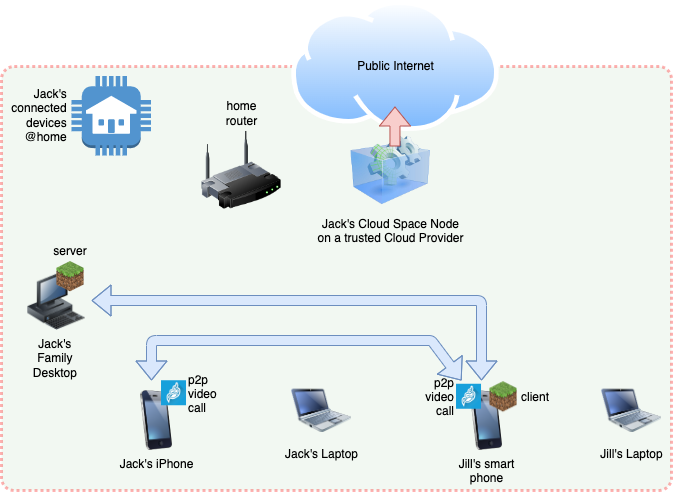 Public Internet
Jack's
connected
devices
@home
home
router
Jack's Cloud Space Node
on a trusted Cloud Provider
server
Jack's
Family
Desktop
p2p
video
call
Jack's iPhone
Jack's Laptop
p2p
video
call
client
Jill's smart
phone
Jill's Laptop